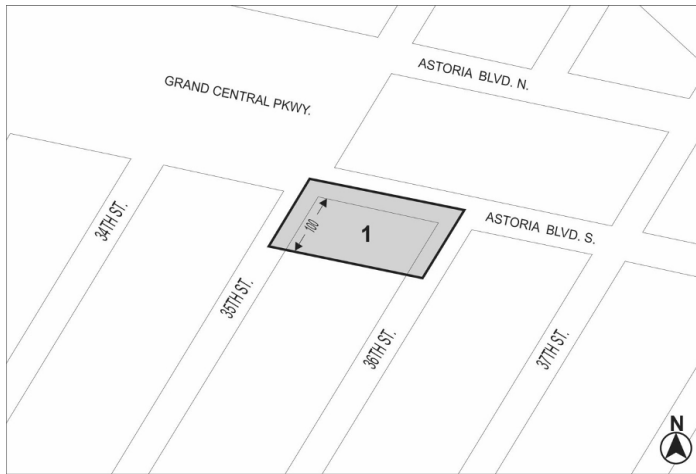 ASTORIA BLVD. N.
GRAND CENTRAL PKWY.
34TH ST.
100
1
ASTORIA BLVD. S.
35TH ST.
36TH ST.
37TH ST.
N